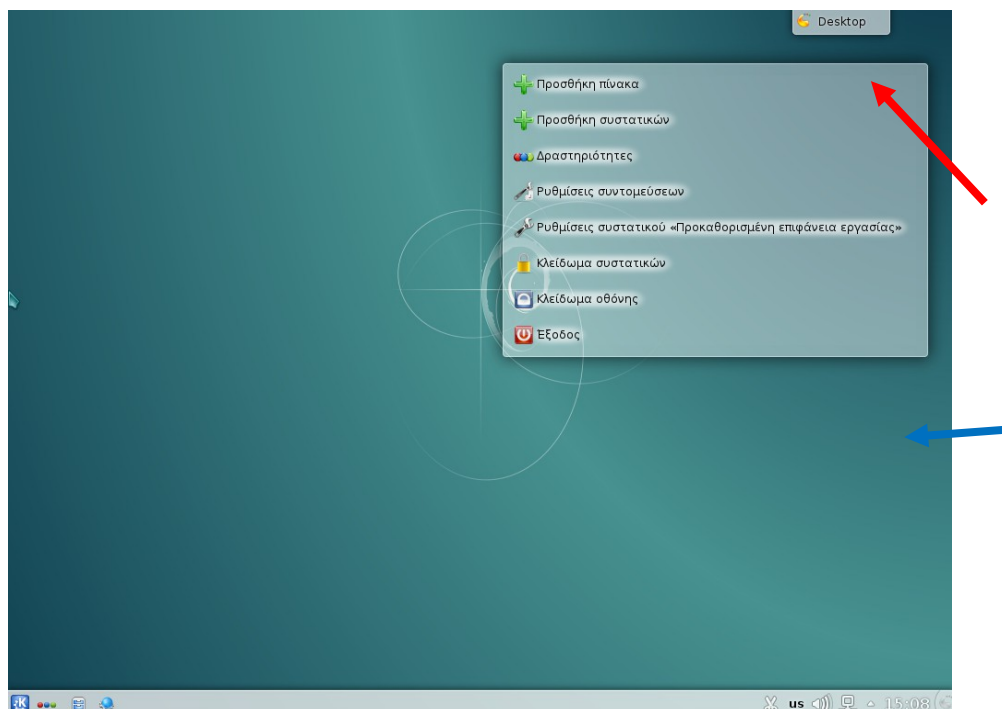 Desktop
Προσθήκη πίνακα
Προσθήκη συστατικών
Δραστηριότητες
Ρυθμίσεις συντομεύσεων
Ρυθμίσεις συστατικού «Προκαθορισμένη επιφάνεια εργασίας»
Κλείδωμα συστατικών
Κλείδωμα οθόνης
Έξοδος
K us 15:08